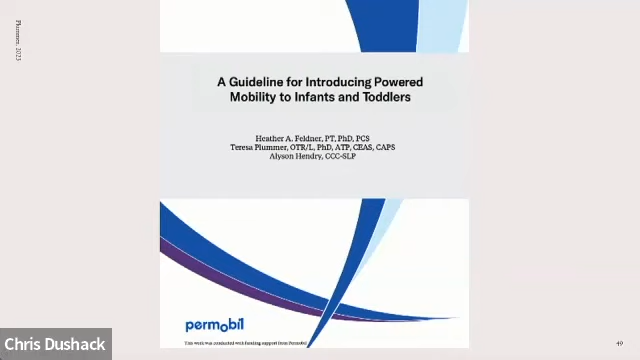 Plummer, 2023
A Guideline for Introducing Powered
Mobility to Infants and Toddlers
Heather A. Feldner, PT, PhD, PCS
Teresa Plummer, OTR/L, PhD, ATP, CEAS, CAPS
Alyson Hendry, CCC-SLP
permobil
This work was conducted with funding support from Permobil
Chris Dushack
49